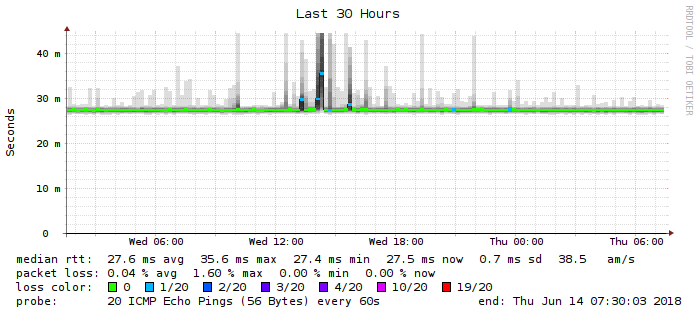 Last 30 Hours
RRDTOOL / TOBI OETIKER
Seconds
40 m
30 m
20 m
10 m
0
Wed 06:00 Wed 12:00 Wed 18:00 Thu 00:00 Thu 06:00
median rtt: 27.6 ms avg 35.6 ms max 27.4 ms min 27.5 ms now 0.7 ms sd 38.5 am/s
packet loss: 0.04 % avg 1.60 % max 0.00 % min 0.00 % now
loss color: 0 1/20 2/20 3/20 4/20 10/20 19/20
probe: 20 ICMP Echo Pings (56 Bytes) every 60s end: Thu Jun 14 07:30:03 2018